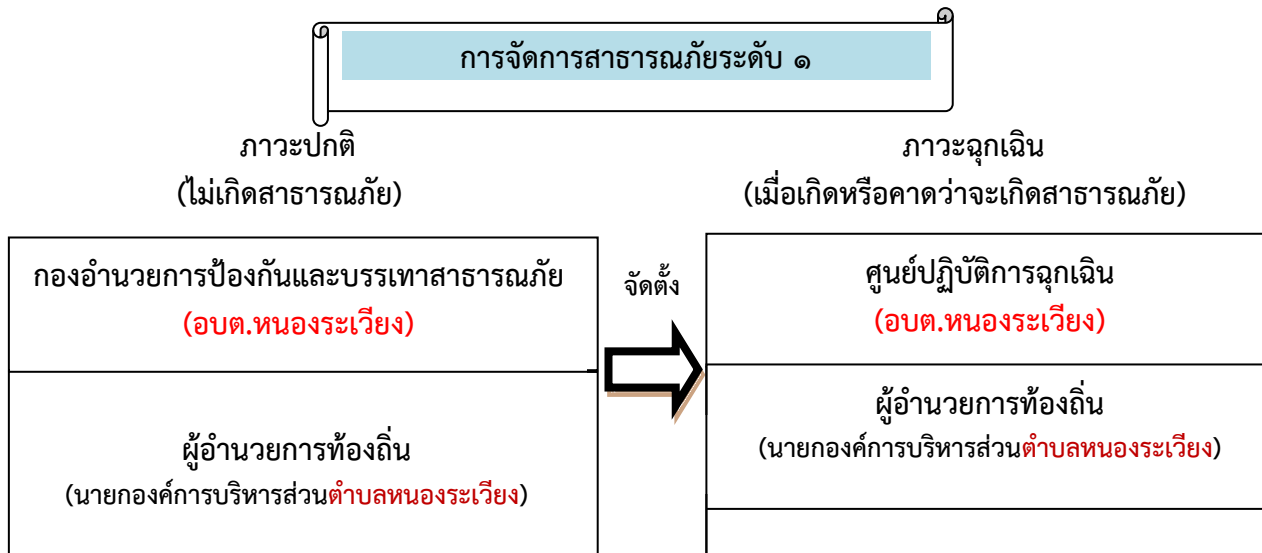 การจัดการสาธารณภัยระดับ ๑
ภาวะปกติ
(ไม่เกิดสาธารณภัย)
ภาวะฉุกเฉิน
(เมื่อเกิดหรือคาดว่าจะเกิดสาธารณภัย)
กองอำนวยการป้องกันและบรรเทาสาธารณภัย
(อบต.หนองระเวียง)
ผู้อำนวยการท้องถิ่น
(นายกองค์การบริหารส่วนตำบลหนองระเวียง)
จัดตั้ง
ศูนย์ปฏิบัติการฉุกเฉิน
(อบต.หนองระเวียง)
ผู้อำนวยการท้องถิ่น
(นายกองค์การบริหารส่วนตำบลหนองระเวียง)